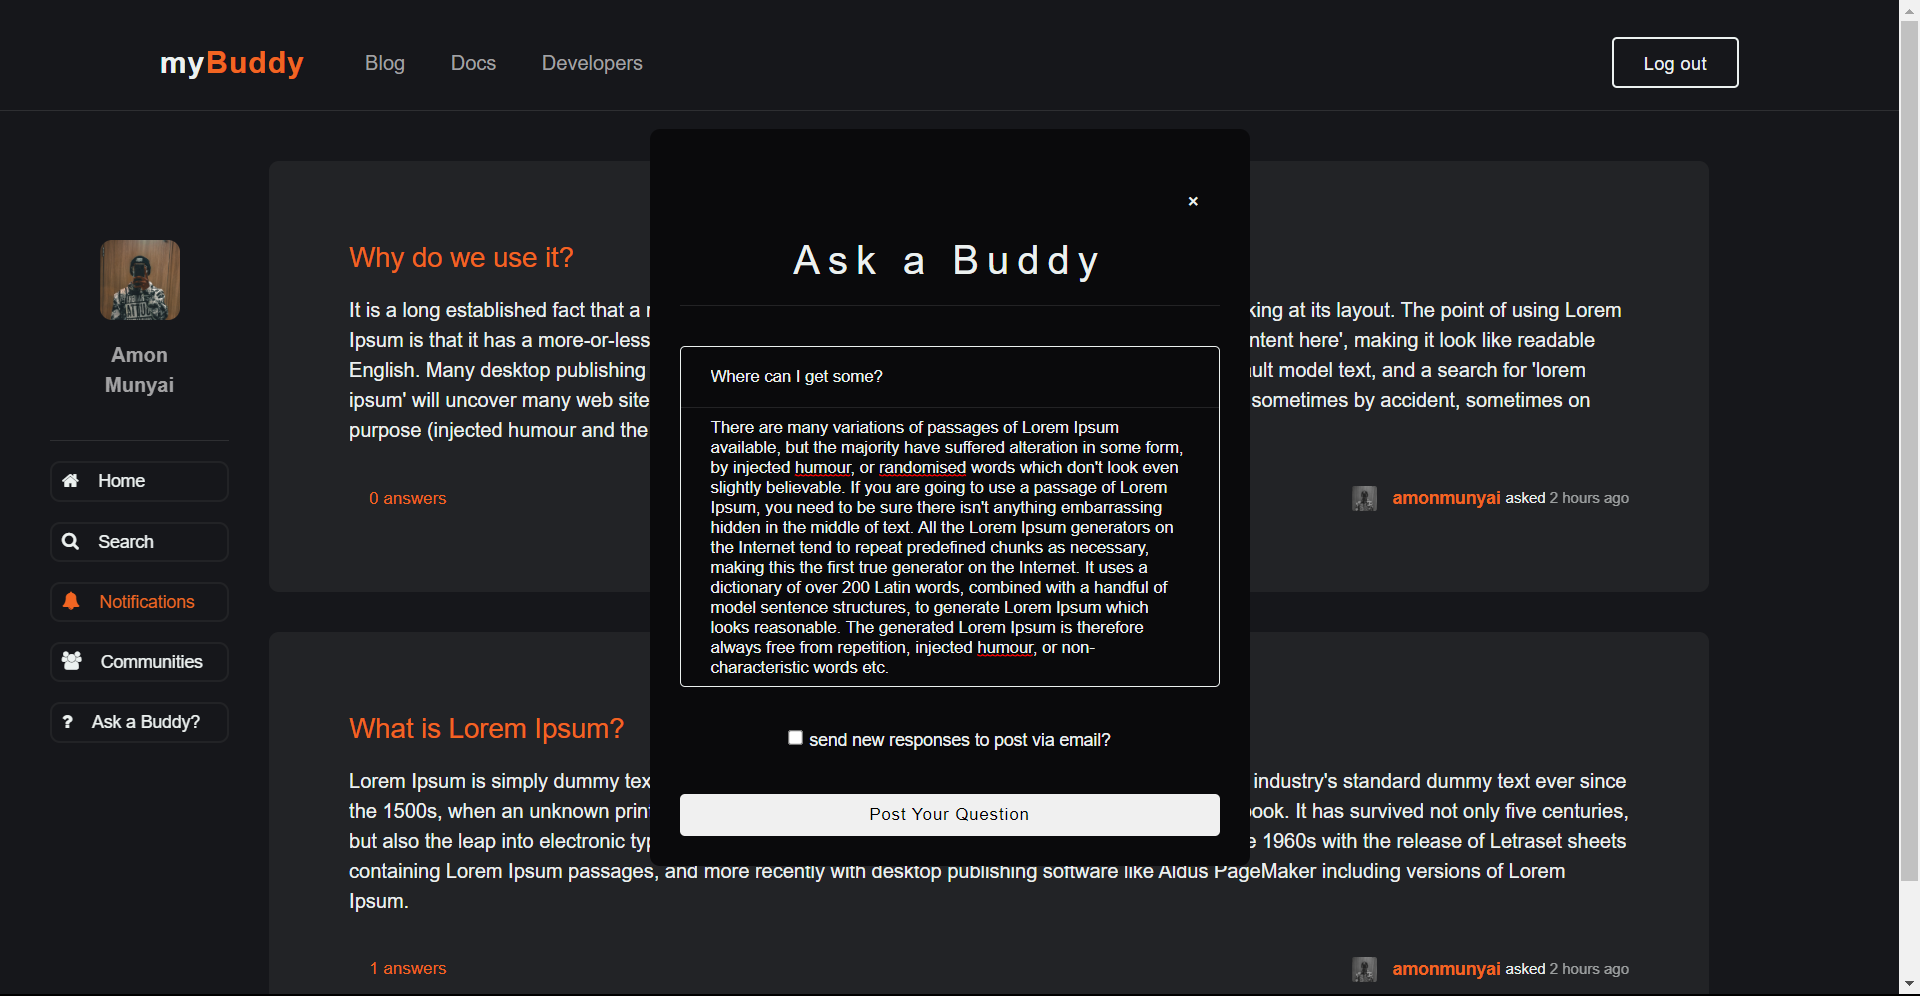 myBuddy Blog Docs Developers Log out
Amon
Munyai
Home
Search
Notifications
Communities
? Ask a Buddy?
Why do we use it?
It is a long established fact that a king at its layout. The point of using Lorem
Ipsum is that it has a more-or-less ntent here', making it look like readable
English. Many desktop publishing ult model text, and a search for 'lorem
ipsum' will uncover many web site sometimes by accident, sometimes on
purpose (injected humour and the
0 answers
amonmunyai asked 2 hours ago
×
Ask a Buddy
Where can I get some?
There are many variations of passages of Lorem Ipsum
available, but the majority have suffered alteration in some form,
by injected humour, or randomised words which don't look even
slightly believable. If you are going to use a passage of Lorem
Ipsum, you need to be sure there isn't anything embarrassing
hidden in the middle of text. All the Lorem Ipsum generators on
the Internet tend to repeat predefined chunks as necessary,
making this the first true generator on the Internet. It uses a
dictionary of over 200 Latin words, combined with a handful of
model sentence structures, to generate Lorem Ipsum which
looks reasonable. The generated Lorem Ipsum is therefore
always free from repetition, injected humour, or non-
characteristic words etc.
send new responses to post via email?
Post Your Question
What is Lorem Ipsum?
Lorem Ipsum is simply dummy tex industry's standard dummy text ever since
the 1500s, when an unknown prin ook. It has survived not only five centuries,
but also the leap into electronic ty e 1960s with the release of Letraset sheets
containing Lorem Ipsum passages, and more recently with desktop publishing software like Aldus PageMaker including versions of Lorem
Ipsum.
1 answers
amonmunyai asked 2 hours ago